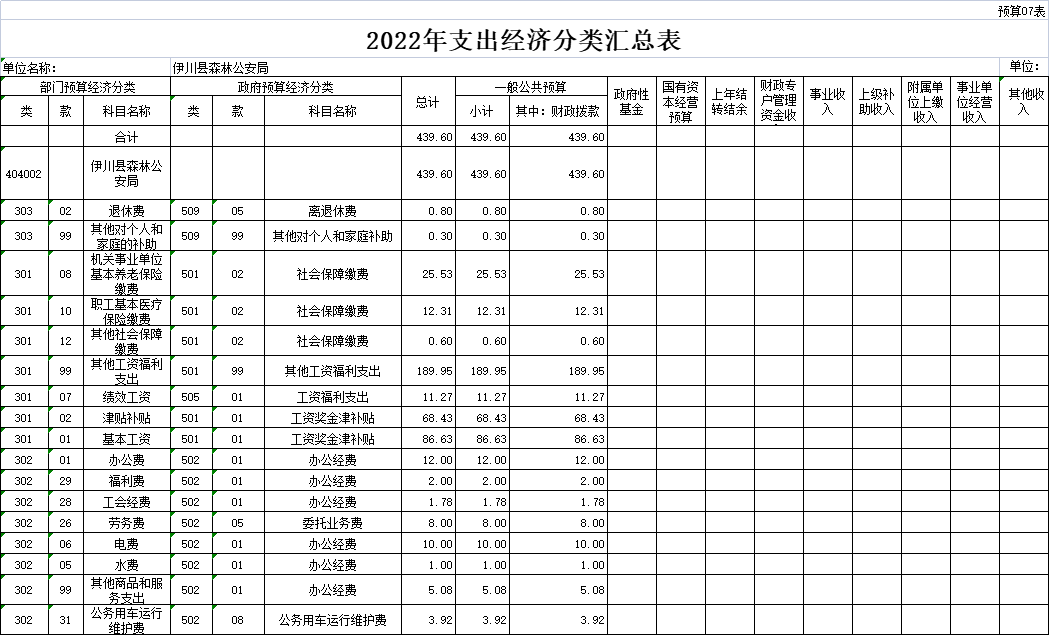 预算07表
2022年支出经济分类汇总表
单位名称： 伊川县森林公安局 单位：
部门预算经济分类 政府预算经济分类 总计 一般公共预算 政府性基金 国有资本经营预算 上年结转结余 财政专户管理资金收 事业收入 上级补助收入 附属单位上缴收入 事业单位经营收入 其他收入
类 款 科目名称 类 款 科目名称 小计 其中：财政拨款
合计 439.60 439.60 439.60
404002 伊川县森林公安局 439.60 439.60 439.60
303 02 退休费 509 05 离退休费 0.80 0.80 0.80
303 99 其他对个人和家庭的补助 509 99 其他对个人和家庭补助 0.30 0.30 0.30
301 08 机关事业单位基本养老保险缴费 501 02 社会保障缴费 25.53 25.53 25.53
301 10 职工基本医疗保险缴费 501 02 社会保障缴费 12.31 12.31 12.31
301 12 其他社会保障缴费 501 02 社会保障缴费 0.60 0.60 0.60
301 99 其他工资福利支出 501 99 其他工资福利支出 189.95 189.95 189.95
301 07 绩效工资 505 01 工资福利支出 11.27 11.27 11.27
301 02 津贴补贴 501 01 工资奖金津补贴 68.43 68.43 68.43
301 01 基本工资 501 01 工资奖金津补贴 86.63 86.63 86.63
302 01 办公费 502 01 办公经费 12.00 12.00 12.00
302 29 福利费 502 01 办公经费 2.00 2.00 2.00
302 28 工会经费 502 01 办公经费 1.78 1.78 1.78
302 26 劳务费 502 05 委托业务费 8.00 8.00 8.00
302 06 电费 502 01 办公经费 10.00 10.00 10.00
302 05 水费 502 01 办公经费 1.00 1.00 1.00
302 99 其他商品和服务支出 502 01 办公经费 5.08 5.08 5.08
302 31 公务用车运行维护费 502 08 公务用车运行维护费 3.92 3.92 3.92